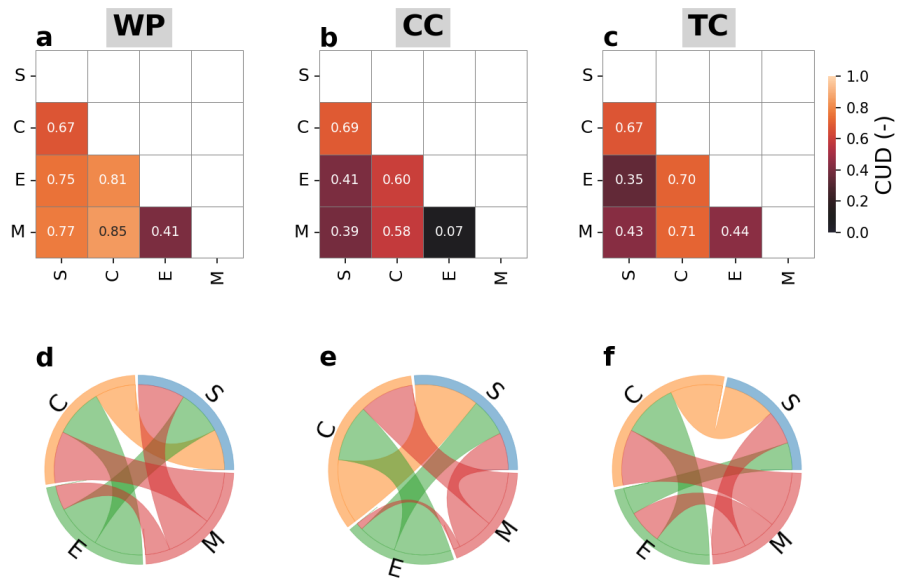 WP
CC
TC
a
b
c
S
C
0.67
0.69
0.67
E
0.75 0.81
0.41 0.60
0.35 0.70
M
0.77 0.85 0.41
0.39 0.58 0.07
0.43 0.71 0.44
S C E M
S C E M
S C E M
1.0
0.8
0.6
0.4
0.2
0.0
CUD (-)
d
e
f
C S
E M
C S
E M
C S
E M